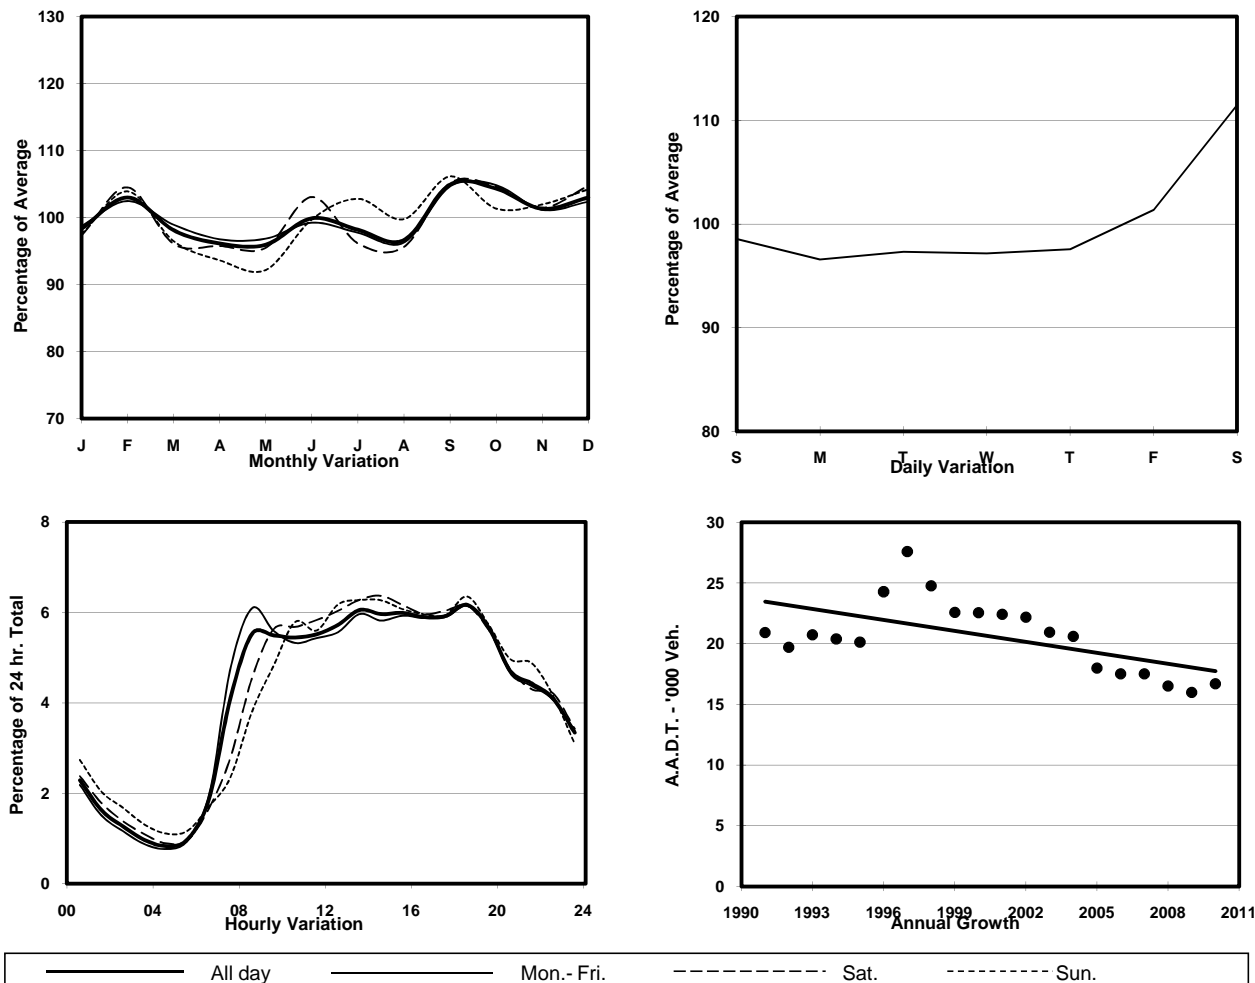 130
120
110
100
90
80
70
Percentage of Average
J F M A M J J A S O N D
Monthly Variation
120
110
100
90
80
Percentage of Average
S M T W T F S
Daily Variation
8
6
4
2
0
Percentage of 24 hr. Total
00 04 08 12 16 20 24
Hourly Variation
30
25
20
15
10
5
0
A.A.D.T. - '000 Veh.
1990 1993 1996 1999 2002 2005 2008 2011
Annual Growth
All day Mon.- Fri. Sat. Sun.